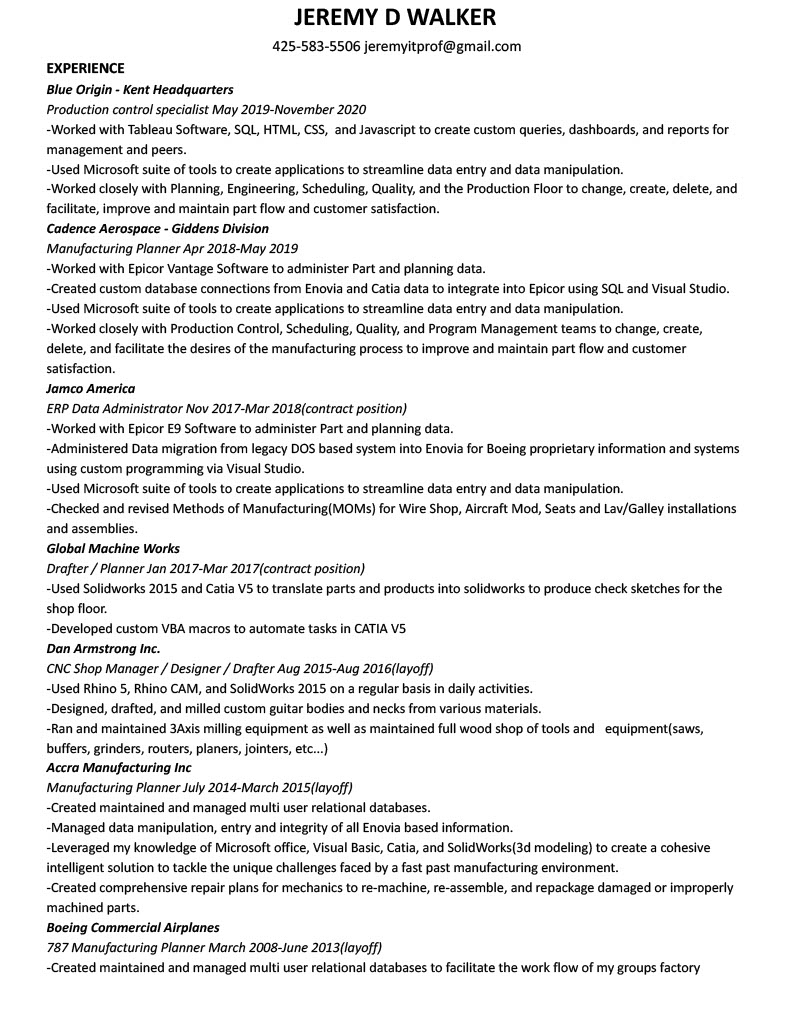 JEREMY D WALKER
425-583-5506 jeremyitprof@gmail.com
EXPERIENCE
Blue Origin - Kent Headquarters
Production control specialist May 2019-November 2020
-Worked with Tableau Software, SQL, HTML, CSS,  and Javascript to create custom queries, dashboards, and reports for
management and peers.
-Used Microsoft suite of tools to create applications to streamline data entry and data manipulation.
-Worked closely with Planning, Engineering, Scheduling, Quality, and the Production Floor to change, create, delete, and
facilitate, improve and maintain part flow and customer satisfaction.
Cadence Aerospace - Giddens Division
Manufacturing Planner Apr 2018-May 2019
-Worked with Epicor Vantage Software to administer Part and planning data.
-Created custom database connections from Enovia and Catia data to integrate into Epicor using SQL and Visual Studio.
-Used Microsoft suite of tools to create applications to streamline data entry and data manipulation.
-Worked closely with Production Control, Scheduling, Quality, and Program Management teams to change, create,
delete, and facilitate the desires of the manufacturing process to improve and maintain part flow and customer
satisfaction.
Jamco America
ERP Data Administrator Nov 2017-Mar 2018(contract position)
-Worked with Epicor E9 Software to administer Part and planning data.
-Administered Data migration from legacy DOS based system into Enovia for Boeing proprietary information and systems
using custom programming via Visual Studio.
-Used Microsoft suite of tools to create applications to streamline data entry and data manipulation.
-Checked and revised Methods of Manufacturing(MOMs) for Wire Shop, Aircraft Mod, Seats and Lav/Galley installations
and assemblies.
Global Machine Works
Drafter / Planner Jan 2017-Mar 2017(contract position)
-Used Solidworks 2015 and Catia V5 to translate parts and products into solidworks to produce check sketches for the
shop floor.
-Developed custom VBA macros to automate tasks in CATIA V5
Dan Armstrong Inc.
CNC Shop Manager / Designer / Drafter Aug 2015-Aug 2016(layoff)
-Used Rhino 5, Rhino CAM, and SolidWorks 2015 on a regular basis in daily activities.
-Designed, drafted, and milled custom guitar bodies and necks from various materials.
-Ran and maintained 3Axis milling equipment as well as maintained full wood shop of tools and   equipment(saws,
buffers, grinders, routers, planers, jointers, etc...)
Accra Manufacturing Inc
Manufacturing Planner July 2014-March 2015(layoff)
-Created maintained and managed multi user relational databases.
-Managed data manipulation, entry and integrity of all Enovia based information.
-Leveraged my knowledge of Microsoft office, Visual Basic, Catia, and SolidWorks(3d modeling) to create a cohesive
intelligent solution to tackle the unique challenges faced by a fast past manufacturing environment.
-Created comprehensive repair plans for mechanics to re-machine, re-assemble, and repackage damaged or improperly
machined parts.
Boeing Commercial Airplanes
787 Manufacturing Planner March 2008-June 2013(layoff)
-Created maintained and managed multi user relational databases to facilitate the work flow of my groups factory